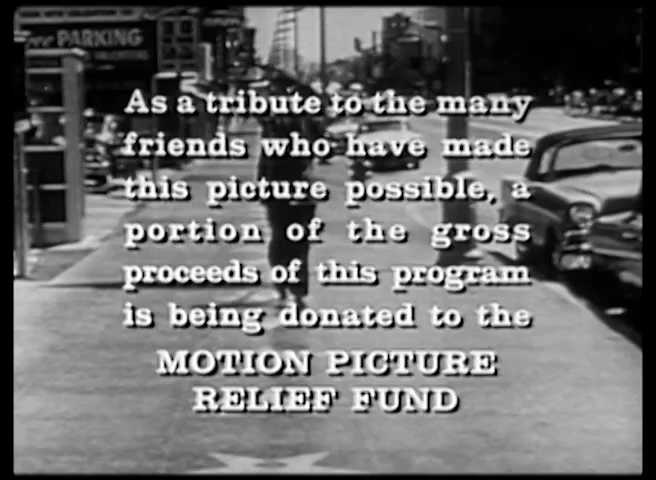 ree PARKING
As a tribute to the many
friends who have made
this picture possible, a
portion of the gross
proceeds of this program
is being donated to the
MOTION PICTURE
RELIEF FUND